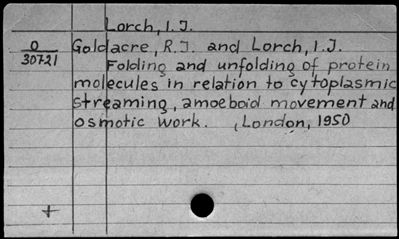 Lorch, I.J.
O
30721
Goldacre, R.J. and Lorch, I.J.
Folding and unfolding of protein
molecules in relation to cytoplasmic
streaming, amoeboid movement and
osmotic work. , London, 1950
+